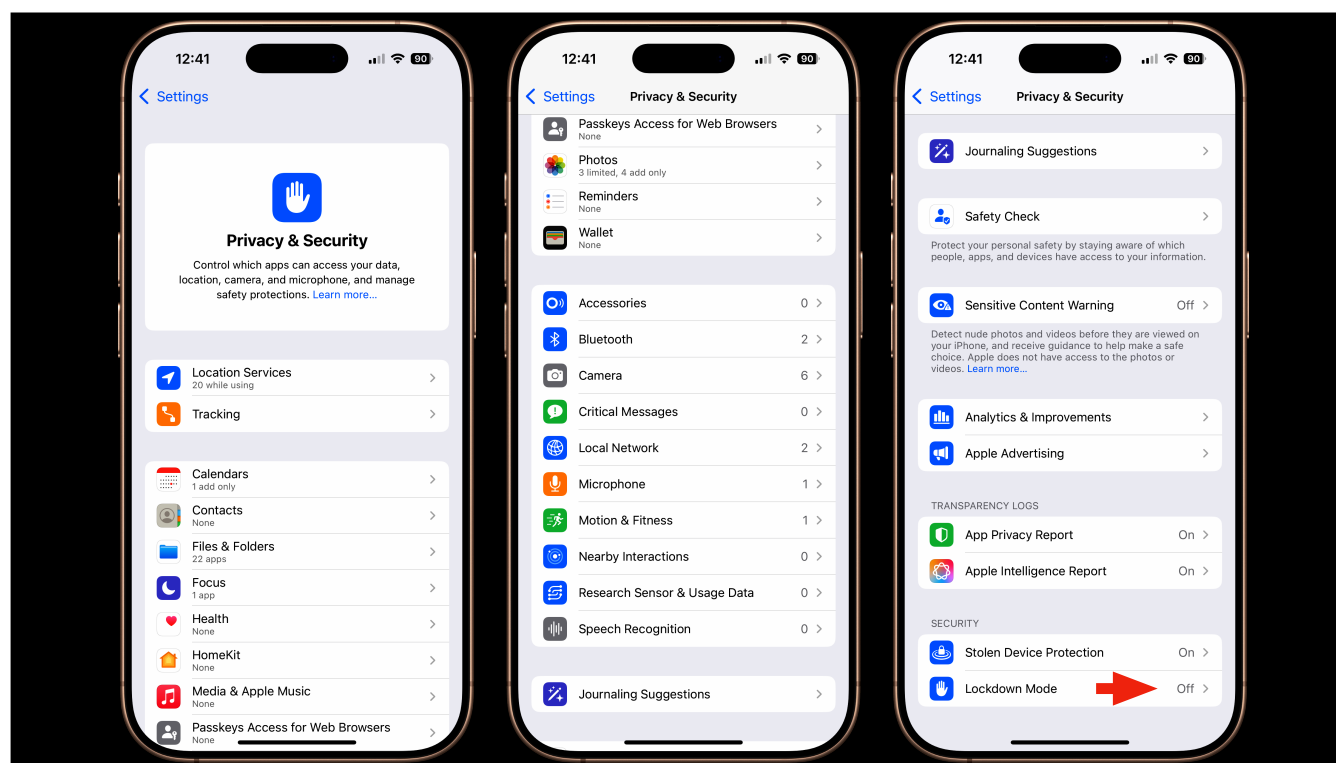 12:41
90
Settings
Privacy & Security
Control which apps can access your data,
location, camera, and microphone, and manage
safety protections. Learn more...
Location Services
20 while using
Tracking
Calendars
1 add only
Contacts
None
Files & Folders
22 apps
Focus
1 app
Health
None
HomeKit
None
Media & Apple Music
None
Passkeys Access for Web Browsers
None
12:41
90
Settings Privacy & Security
Passkeys Access for Web Browsers
None
Photos
3 limited, 4 add only
Reminders
None
Wallet
None
Accessories 0
Bluetooth 2
Camera 6
Critical Messages 0
Local Network 2
Microphone 1
Motion & Fitness 1
Nearby Interactions 0
Research Sensor & Usage Data 0
Speech Recognition 0
Journaling Suggestions
12:41
90
Settings Privacy & Security
Journaling Suggestions
Safety Check
Protect your personal safety by staying aware of which
people, apps, and devices have access to your information.
Sensitive Content Warning Off
Detect nude photos and videos before they are viewed on
your iPhone, and receive guidance to help make a safe
choice. Apple does not have access to the photos or
videos. Learn more...
Analytics & Improvements
Apple Advertising
TRANSPARENCY LOGS
App Privacy Report On
Apple Intelligence Report On
SECURITY
Stolen Device Protection On
Lockdown Mode Off